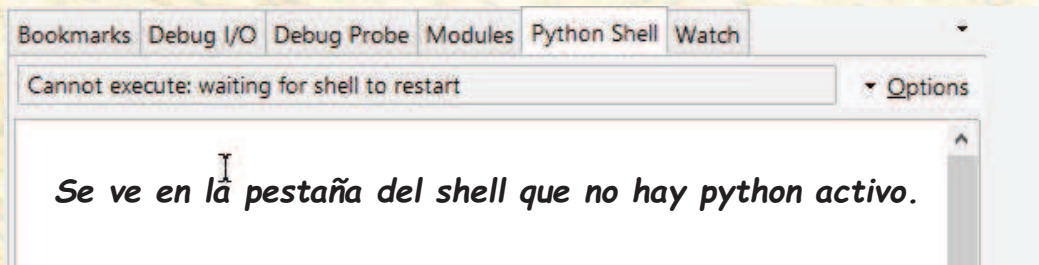 Bookmarks Debug I/O Debug Probe Modules Python Shell Watch
Cannot execute: waiting for shell to restart Options
Se ve en la pestaña del shell que no hay python activo.